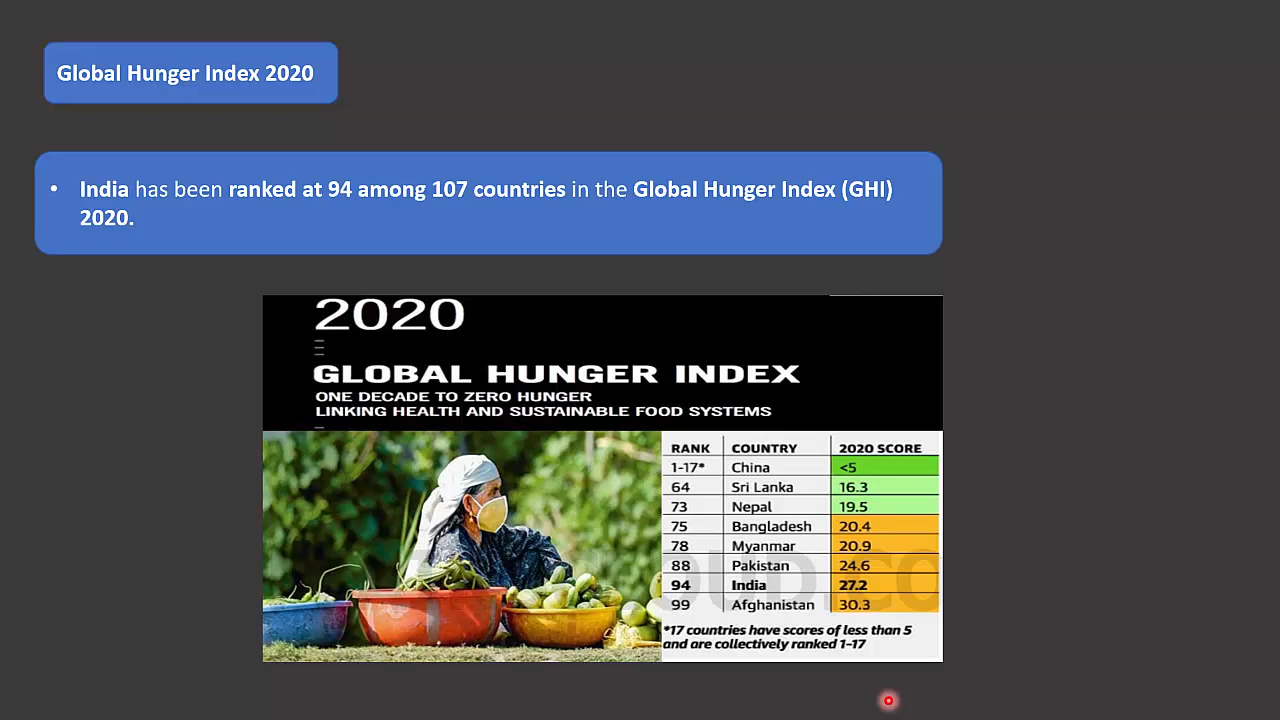 Global Hunger Index 2020
• India has been ranked at 94 among 107 countries in the Global Hunger Index (GHI)
2020.
2020
GLOBAL HUNGER INDEX
ONE DECADE TO ZERO HUNGER
LINKING HEALTH AND SUSTAINABLE FOOD SYSTEMS
RANK COUNTRY 2020 SCORE
1-17* China <5
64 Sri Lanka 16.3
73 Nepal 19.5
75 Bangladesh 20.4
78 Myanmar 20.9
88 Pakistan 24.6
94 India 27.2
99 Afghanistan 30.3
*17 countries have scores of less than 5
and are collectively ranked 1-17